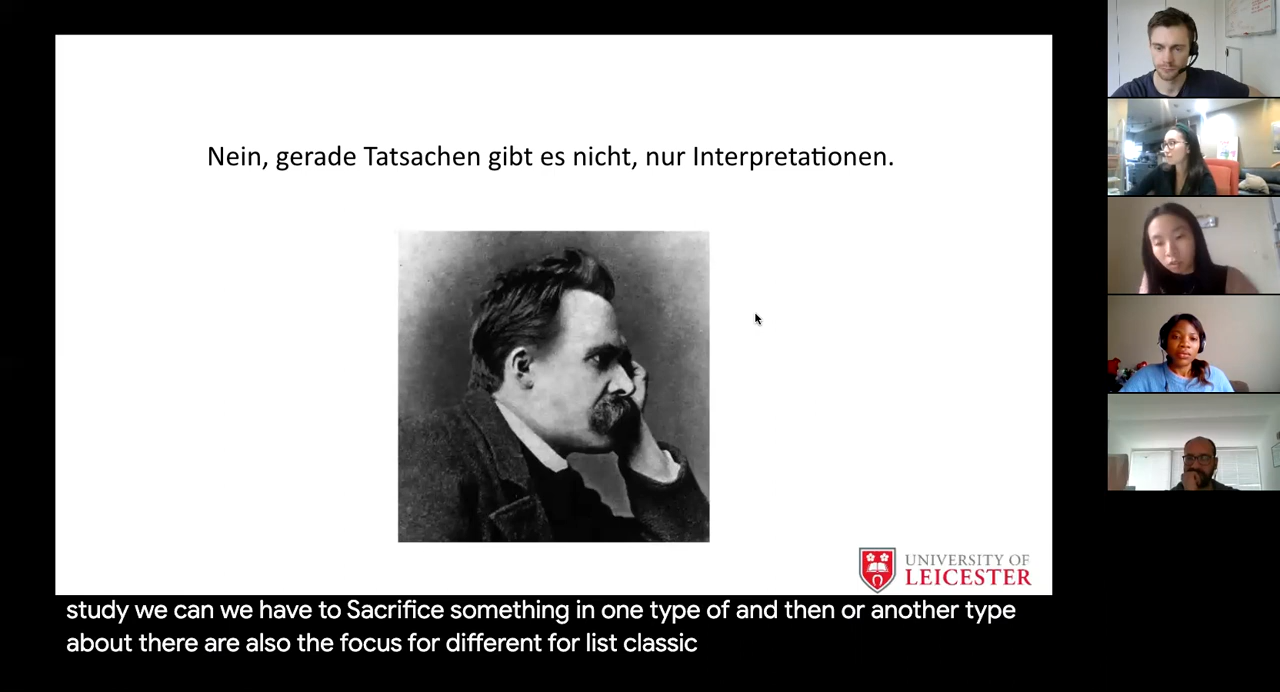 Nein, gerade Tatsachen gibt es nicht, nur Interpretationen.
UNIVERSITY OF
LEICESTER
study we can we have to Sacrifice something in one type of and then or another type
about there are also the focus for different for list classic